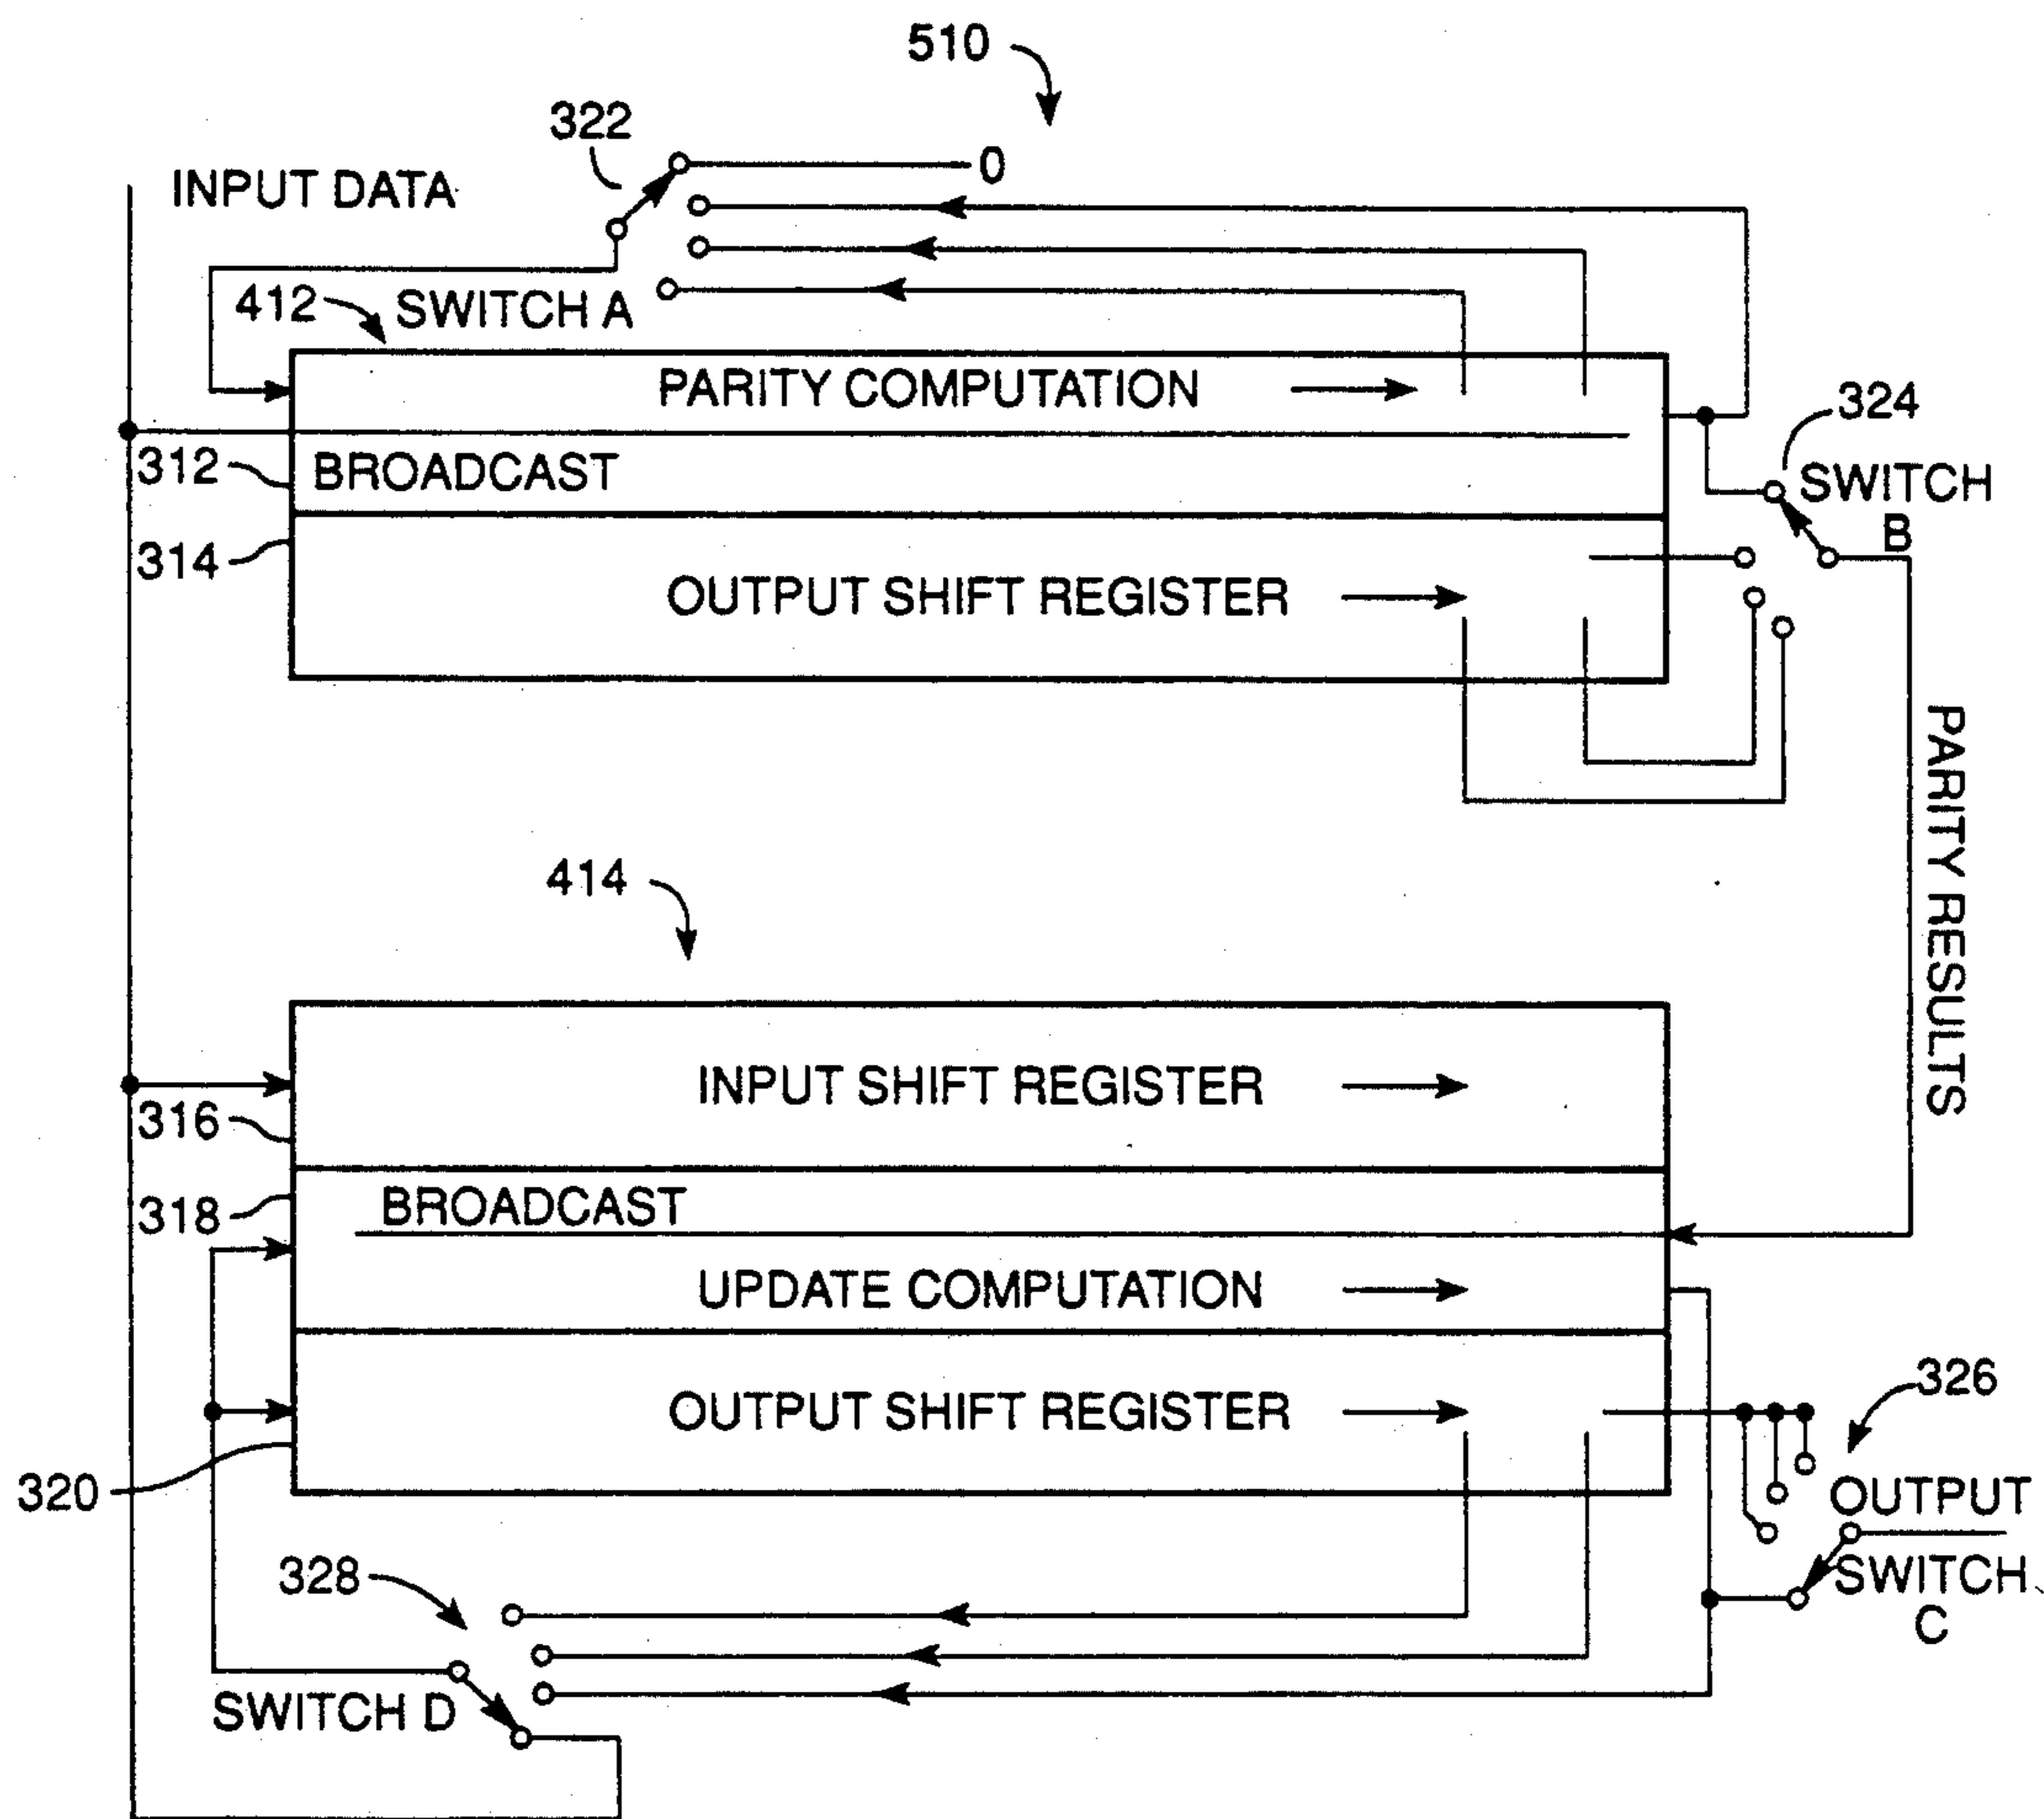 510
322
0
INPUT DATA
412
SWITCH A
PARITY COMPUTATION
324
312
BROADCAST
SWITCH
B
314
OUTPUT SHIFT REGISTER
PARITY RESULTS
414
INPUT SHIFT REGISTER
316
318
BROADCAST
UPDATE COMPUTATION
326
OUTPUT SHIFT REGISTER
320
OUTPUT
328
SWITCH
C
SWITCH D